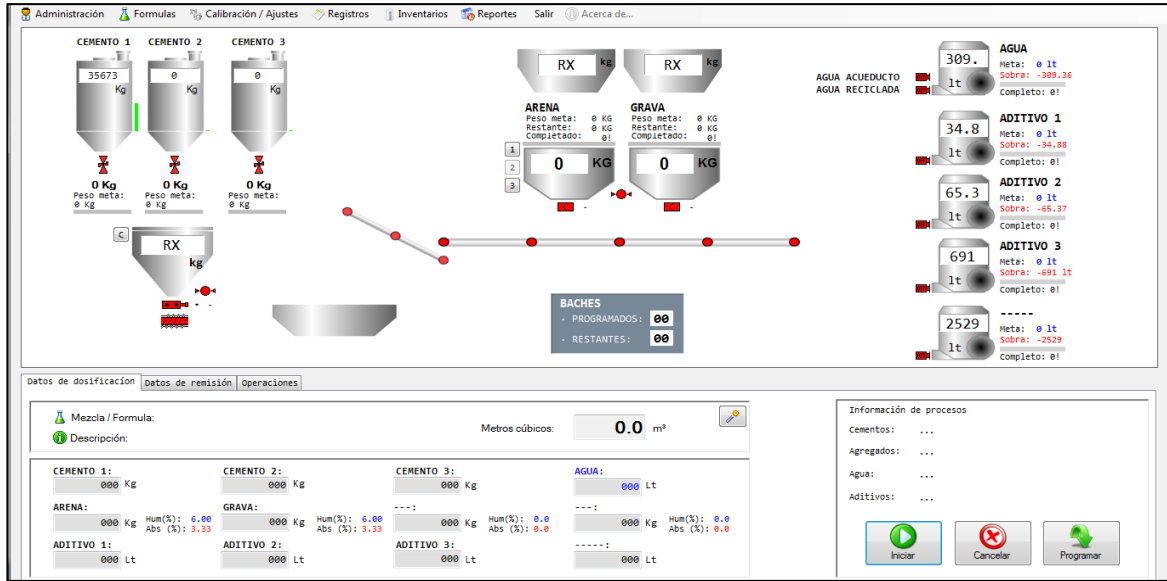 Administración Formulas Calibración / Ajustes Registros Inventarios Reportes Salir Acerca de...
CEMENTO 1 CEMENTO 2 CEMENTO 3
35673 0 0
Kg Kg Kg
0 Kg 0 Kg 0 Kg
Peso meta: Peso meta: Peso meta:
0 Kg 0 Kg 0 Kg
C
RX
kg
+ -
RX kg RX kg
ARENA GRAVA
Peso meta: 0 KG Peso meta: 0 KG
Restante: 0 KG Restante: 0 KG
Completado: 0! Completado: 0!
1
2
3
0 KG 0 KG
- -
BACHES
- PROGRAMADOS: 00
- RESTANTES: 00
AGUA ACUEDUCTO
AGUA RECICLADA
309.
lt
AGUA
Meta: 0 lt
Sobra: -309.36
Completo: 0!
34.8
lt
ADITIVO 1
Meta: 0 lt
Sobra: -34.88
Completo: 0!
65.3
lt
ADITIVO 2
Meta: 0 lt
Sobra: -65.37
Completo: 0!
691
lt
ADITIVO 3
Meta: 0 lt
Sobra: -691 lt
Completo: 0!
2529
lt
-----
Meta: 0 lt
Sobra: -2529
Completo: 0!
Datos de dosificacíon Datos de remisión Operaciones
Mezcla / Formula:
Descripción:
Metros cúbicos: 0.0 m³
CEMENTO 1: CEMENTO 2: CEMENTO 3: AGUA:
000 Kg 000 Kg 000 Kg 000 Lt
ARENA: GRAVA: ---: ---:
000 Kg Hum(%): 6.00 000 Kg Hum(%): 6.00 000 Kg Hum(%): 0.0 000 Kg Hum(%): 0.0
Abs (%): 3.33 Abs (%): 3.33 Abs (%): 0.0 Abs (%): 0.0
ADITIVO 1: ADITIVO 2: ADITIVO 3: -----:
000 Lt 000 Lt 000 Lt 000 Lt
Información de procesos
Cementos: ...
Agregados: ...
Agua: ...
Aditivos: ...
Iniciar Cancelar Programar